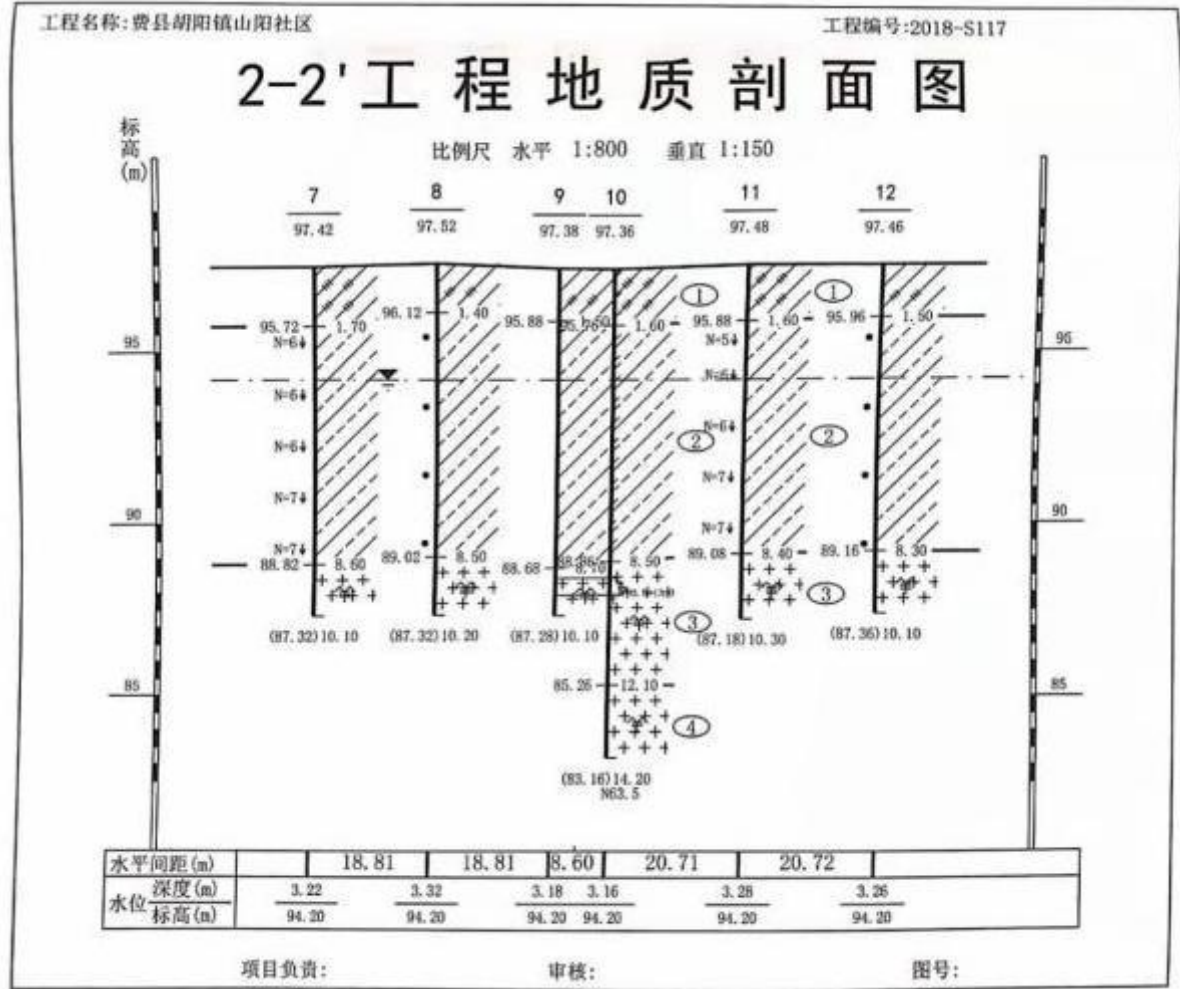 工程名称:费县胡阳镇山阳社区 工程编号:2018-S117
2-2'工程地质剖面图
标高(m)
比例尺 水平 1:800 垂直 1:150
7 8 9 10 11 12
97.42 97.52 97.38 97.36 97.48 97.46
① ①
96.12 1.40
95.72 1.70 95.88 95.76 1.60 95.88 1.60 95.96 1.50
N=6 N=5
95 95
N=6 N=6
N=6 N=6
② ②
N=7 N=7
90 90
N=7 N=7
88.82 8.60 89.02 8.50 88.68 8.70 8.50 89.08 8.40 89.16 8.30
③ ③
(87.32)10.10 (87.32)10.20 (87.28)10.10 (87.18)10.30 (87.36)10.10
85 85.26 12.10 85
④
(83.16)14.20
N63.5
水平间距(m) 18.81 18.81 8.60 20.71 20.72
水位 深度(m) 3.22 3.32 3.18 3.16 3.28 3.26
标高(m) 94.20 94.20 94.20 94.20 94.20 94.20
项目负责: 审核: 图号: